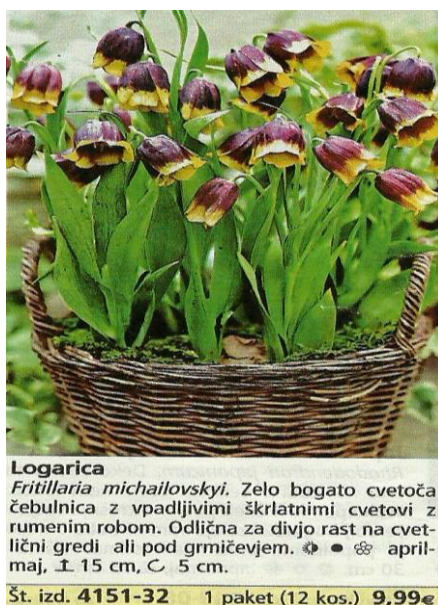 Logarica
Fritillaria michailovskyi. Zelo bogato cvetoča
čebulnica z vpadljivimi škrlatnimi cvetovi z
rumenim robom. Odlična za divjo rast na cvet-
lični gredi ali pod grmičevjem. april-
maj, 15 cm, 5 cm.
Št. izd. 4151-32 1 paket (12 kos.) 9,99€